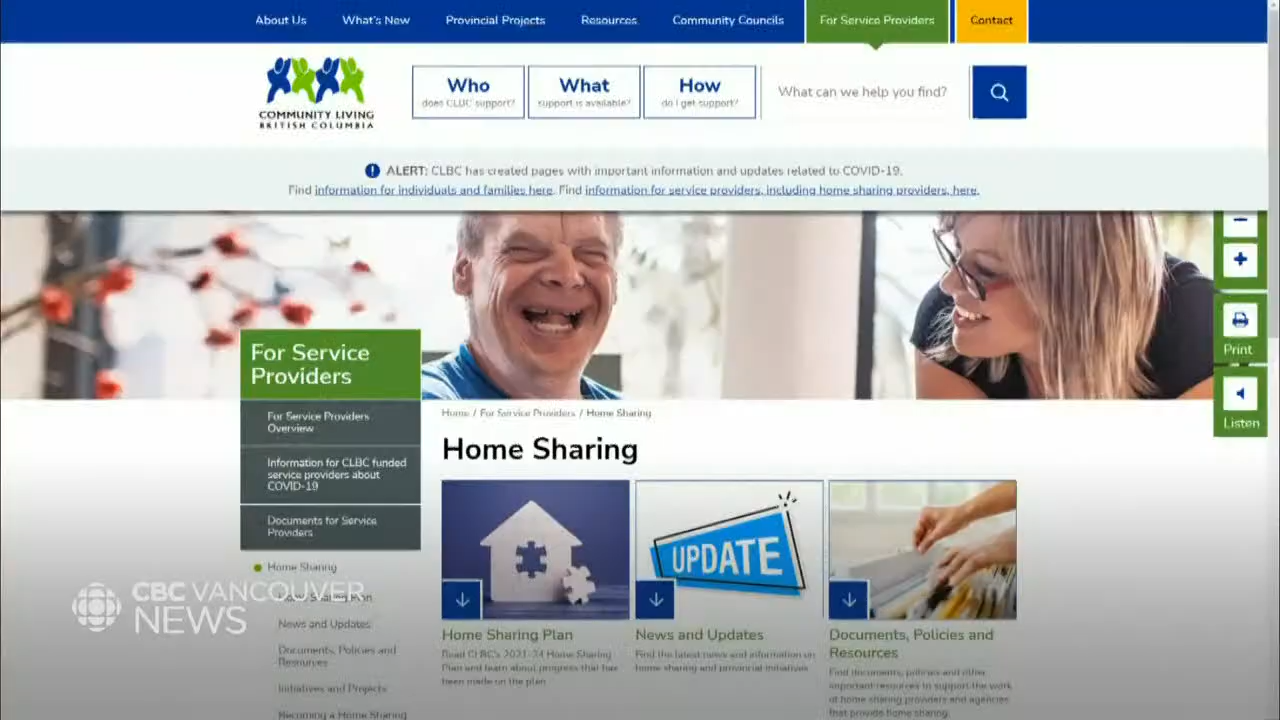 About Us What's New Provincial Projects Resources Community Councils For Service Providers Contact
COMMUNITY LIVING
BRITISH COLUMBIA
Who
does CLBC support?
What
support is available?
How
do I get support?
What can we help you find?
ALERT: CLBC has created pages with important information and updates related to COVID-19.
Find information for individuals and families here. Find information for service providers, including home sharing providers, here.
Print
Listen
For Service
Providers
For Service Providers
Overview
Information for CLBC funded
service providers about
COVID-19
Documents for Service
Providers
Home Sharing
Home Sharing Plan
News and Updates
Documents, Policies and
Resources
Initiatives and Projects
Becoming a Home Sharing
Home / For Service Providers / Home Sharing
Home Sharing
UPDATE
Home Sharing Plan
Read CLBC's 2021-24 Home Sharing
Plan and learn about progress that has
been made on the plan.
News and Updates
Find the latest news and information on
home sharing and provincial initiatives.
Documents, Policies and
Resources
Find documents, policies and other
important resources to support the work
of home sharing providers and agencies
that provide home sharing.
CBC VANCOUVER
NEWS